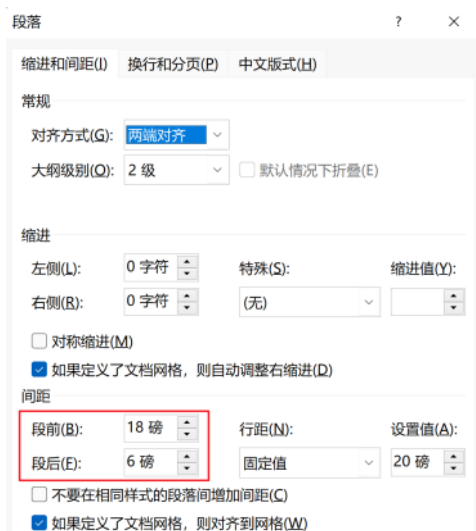 段落 ? ×
缩进和间距(I) 换行和分页(P) 中文版式(H)
常规
对齐方式(G): 两端对齐
大纲级别(O): 2 级 默认情况下折叠(E)
缩进
左侧(L): 0 字符 特殊(S): 缩进值(Y):
右侧(R): 0 字符 (无)
对称缩进(M)
如果定义了文档网格，则自动调整右缩进(D)
间距
段前(B): 18 磅 行距(N): 设置值(A):
段后(F): 6 磅 固定值 20 磅
不要在相同样式的段落间增加间距(C)
如果定义了文档网格，则对齐到网格(W)